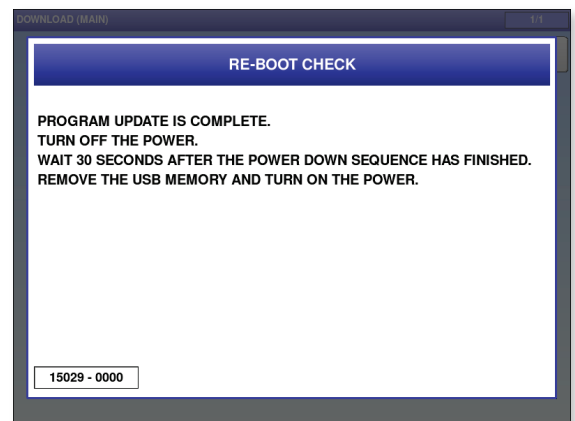 DOWNLOAD (MAIN) 1/1
RE-BOOT CHECK
PROGRAM UPDATE IS COMPLETE.
TURN OFF THE POWER.
WAIT 30 SECONDS AFTER THE POWER DOWN SEQUENCE HAS FINISHED.
REMOVE THE USB MEMORY AND TURN ON THE POWER.
15029 - 0000